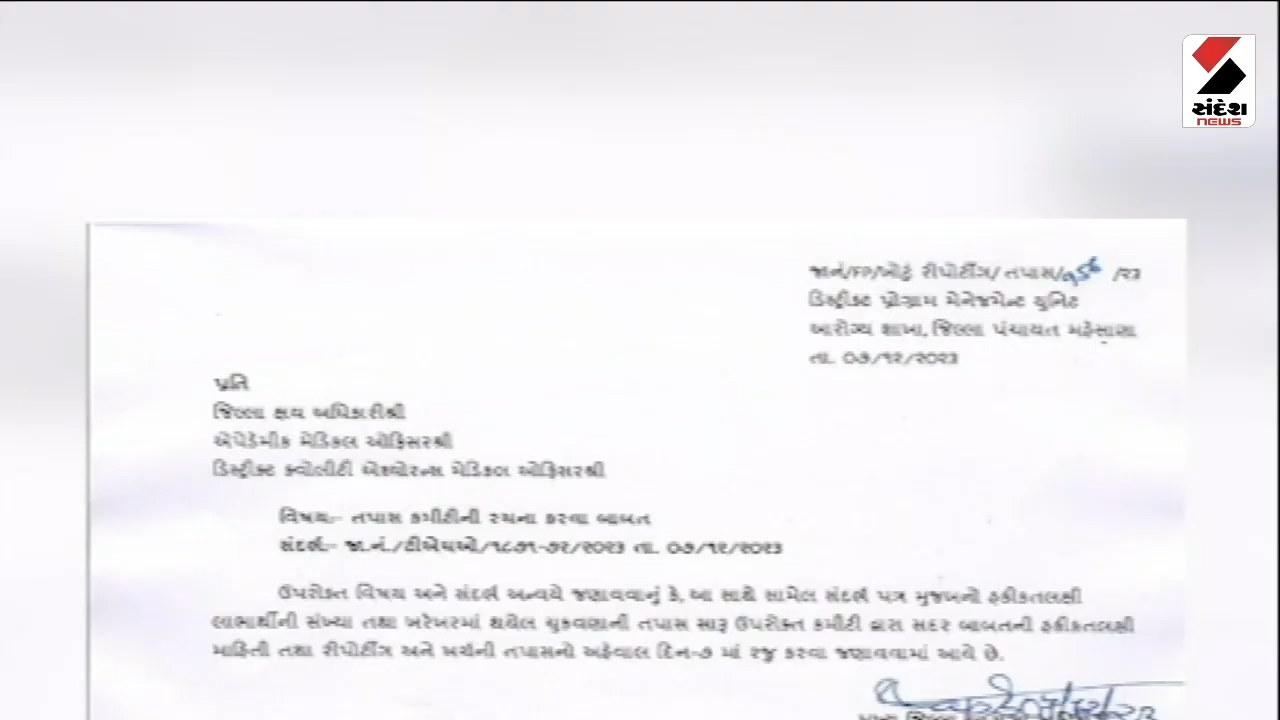 સંદેશ
NEWS
જાનં/FP/ખોટું રીપોર્ટીંગ/ તપાસ/૧૫૬ /૨૩
ડિસ્ટ્રીક્ટ પ્રોગ્રામ મેનેજમેન્ટ યુનિટ
આરોગ્ય શાખા, જિલ્લા પંચાયત મહેસાણા
તા. ૦૭/૧૨/૨૦૨૩
પ્રતિ
જિલ્લા ક્ષય અધિકારીશ્રી
એપેડેમીક મેડિકલ ઓફિસરશ્રી
ડિસ્ટ્રીક્ટ ક્વોલીટી એશ્યોરન્સ મેડિકલ ઓફિસરશ્રી
વિષય:- તપાસ કમીટીની રચના કરવા બાબત
સંદર્ભ:- જા.નં./ટીએચઓ/૧૮૭૧-૭૨/૨૦૨૩ તા. ૦૭/૧૨/૨૦૨૩
ઉપરોક્ત વિષય અને સંદર્ભ અન્વયે જણાવવાનું કે, આ સાથે સામેલ સંદર્ભ પત્ર મુજબનો હકીકતલક્ષી
લાભાર્થીની સંખ્યા તથા ખરેખરમાં થયેલ ચુકવણાની તપાસ સારૂ ઉપરોક્ત કમીટી દ્વારા સદર બાબતની હકીકતલક્ષી
માહિતી તથા રીપોર્ટીંગ અને ખર્ચની તપાસનો અહેવાલ દિન-૭ માં રજુ કરવા જણાવવામાં આવે છે.